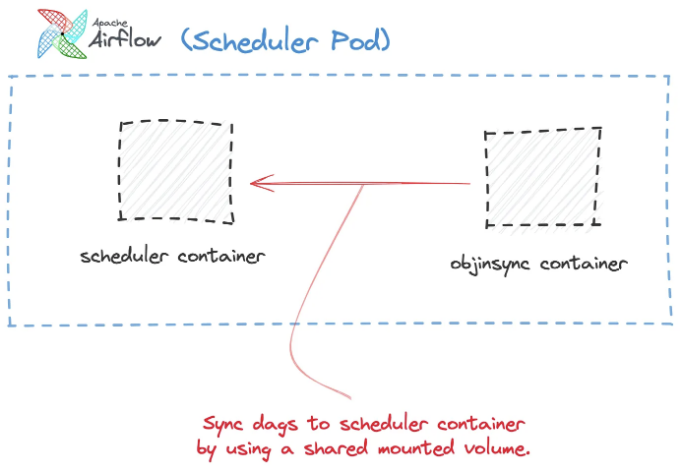 Apache
Airflow (Scheduler Pod)
scheduler container
objinsync container
Sync dags to scheduler container
by using a shared mounted volume.